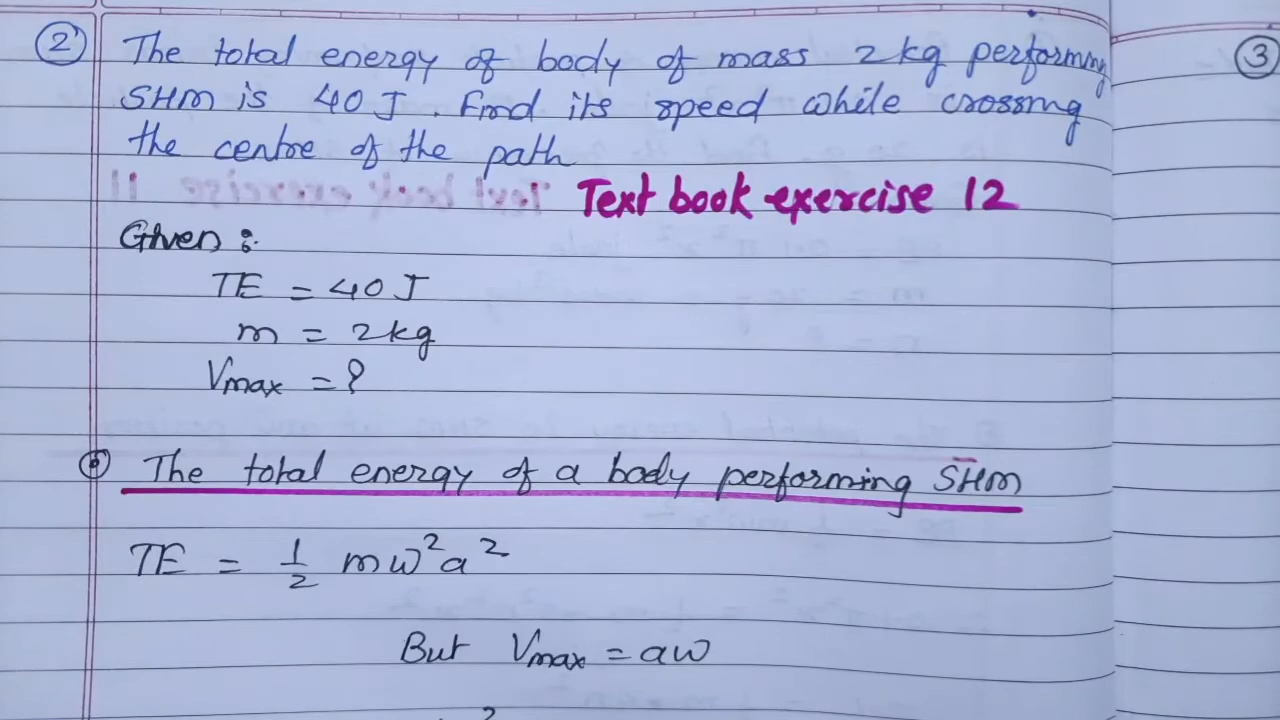 2 The total energy of body of mass 2 kg performing 3
SHM is 40 J. Find its speed while crossing
the centre of the path
Text book exercise 12
Given :
TE = 40 J
m = 2 kg
Vmax = ?
The total energy of a body performing SHM
TE = 1/2 mω²a²
But Vmax = aω